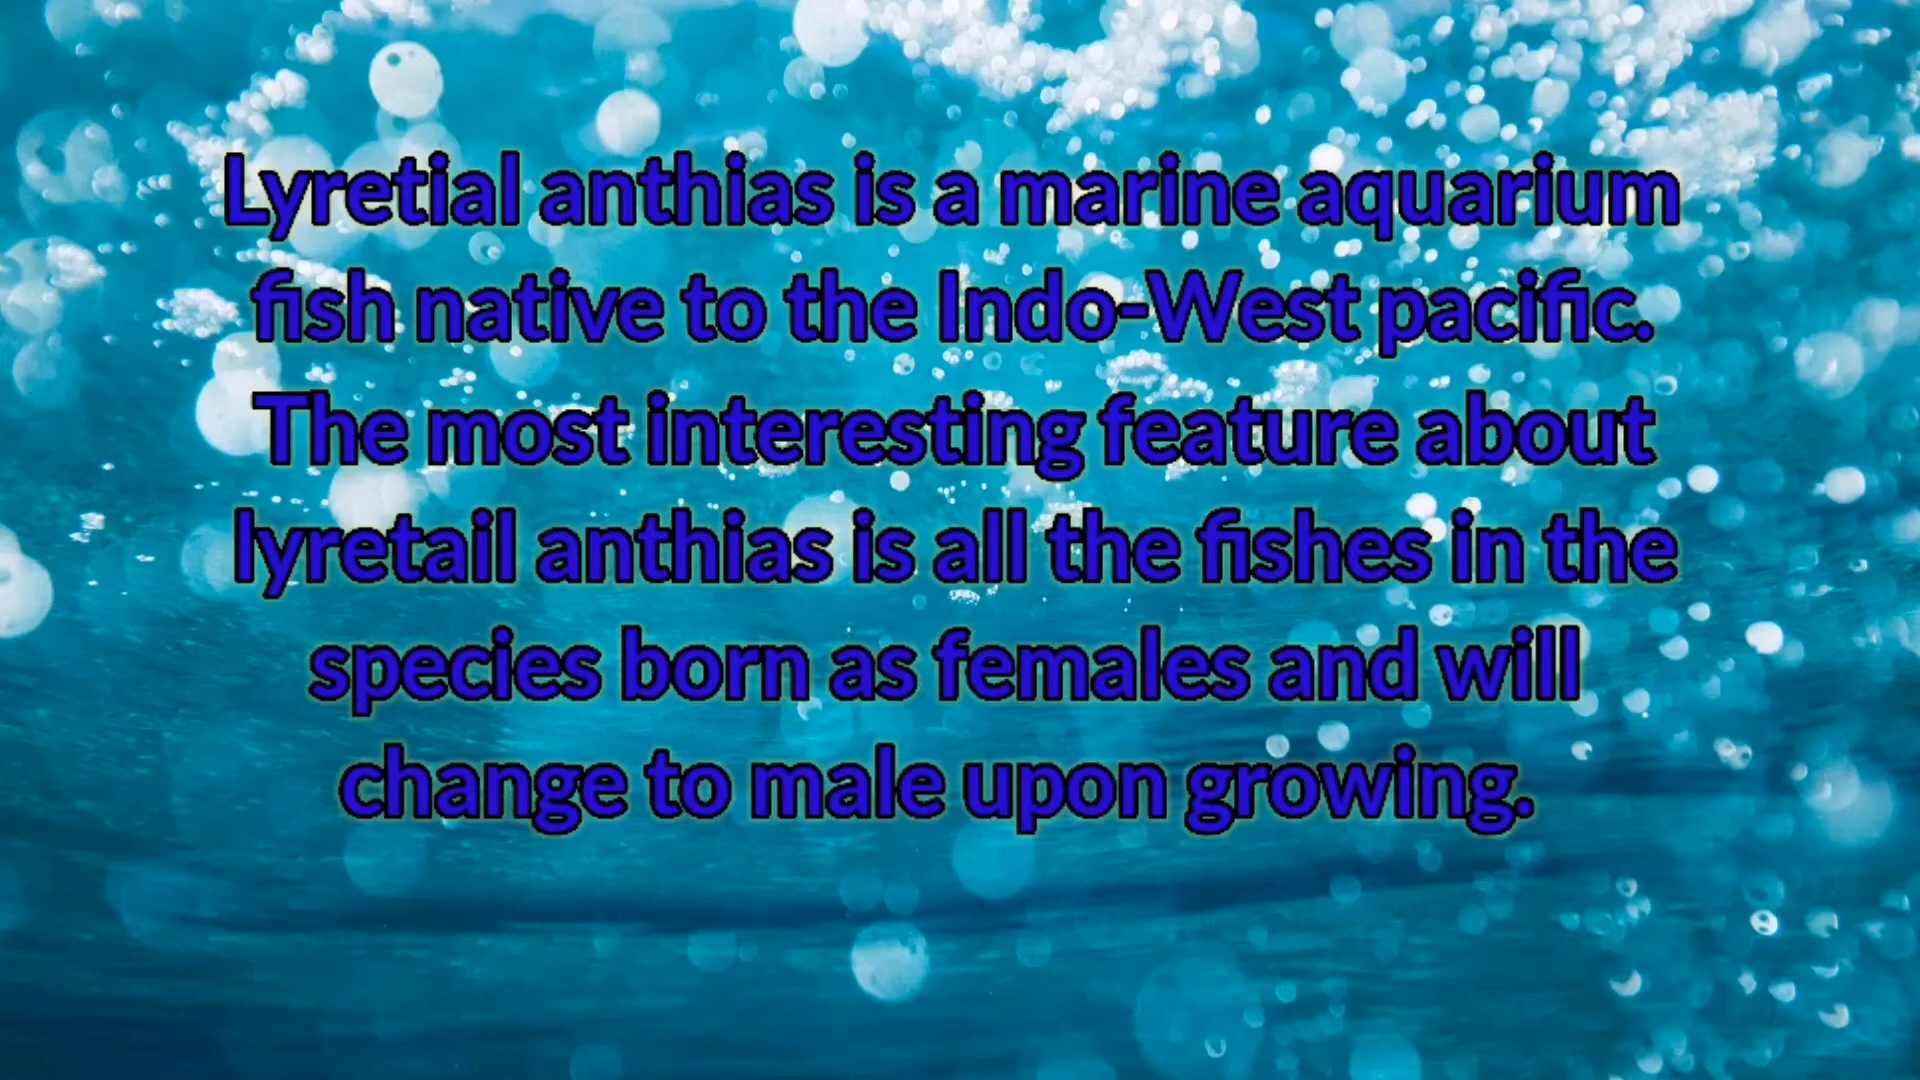 Lyretial anthias is a marine aquarium
fish native to the Indo-West pacific.
The most interesting feature about
lyretail anthias is all the fishes in the
species born as females and will
change to male upon growing.